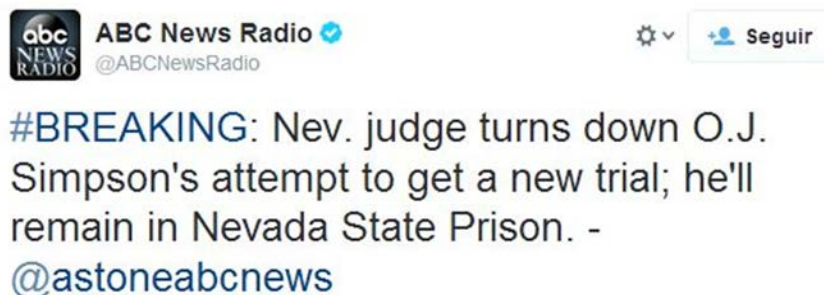 abc
NEWS
RADIO
ABC News Radio
@ABCNewsRadio
Seguir
#BREAKING: Nev. judge turns down O.J.
Simpson's attempt to get a new trial; he'll
remain in Nevada State Prison. -
@astoneabcnews